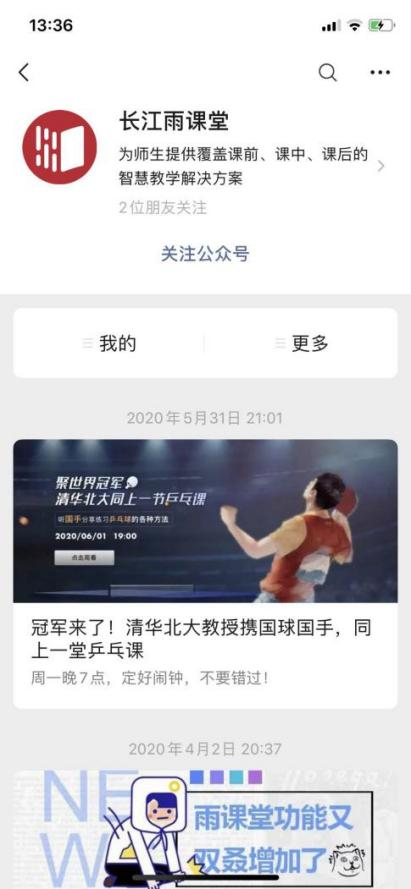 13:36
长江雨课堂
为师生提供覆盖课前、课中、课后的
智慧教学解决方案
2位朋友关注
关注公众号
我的
更多
2020年5月31日 21:01
聚世界冠军
清华北大同上一节乒乓课
听国手分享练习乒乓球的各种方法
2020/06/01 19:00
点击观看
冠军来了！清华北大教授携国球国手，同
上一堂乒乓课
周一晚7点，定好闹钟，不要错过！
2020年4月2日 20:37
NE
W
雨课堂功能又
双叒增加了